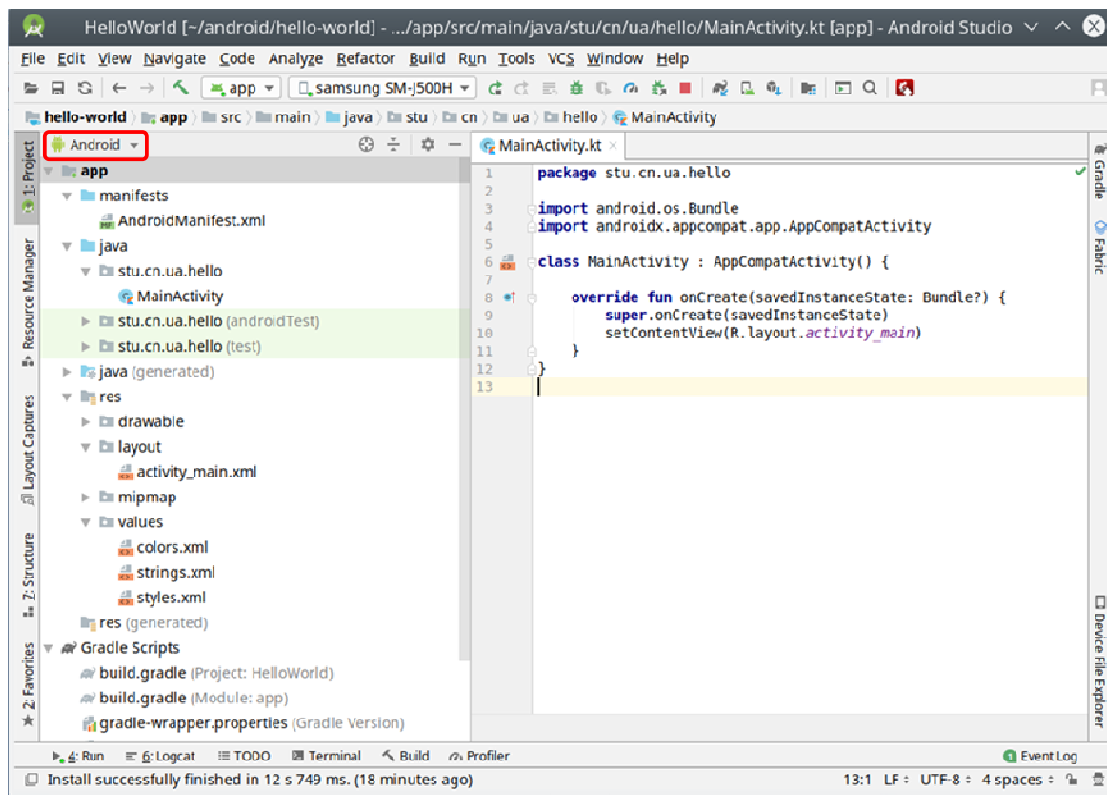 HelloWorld [~/android/hello-world] - .../app/src/main/java/stu/cn/ua/hello/MainActivity.kt [app] - Android Studio
File Edit View Navigate Code Analyze Refactor Build Run Tools VCS Window Help
app samsung SM-J500H
hello-world app src main java stu cn ua hello MainActivity
1: Project
Resource Manager
Layout Captures
7: Structure
2: Favorites
Android
app
manifests
AndroidManifest.xml
java
stu.cn.ua.hello
MainActivity
stu.cn.ua.hello (androidTest)
stu.cn.ua.hello (test)
java (generated)
res
drawable
layout
activity_main.xml
mipmap
values
colors.xml
strings.xml
styles.xml
res (generated)
Gradle Scripts
build.gradle (Project: HelloWorld)
build.gradle (Module: app)
gradle-wrapper.properties (Gradle Version)
MainActivity.kt
1 package stu.cn.ua.hello
2
3 import android.os.Bundle
4 import androidx.appcompat.app.AppCompatActivity
5
6 class MainActivity : AppCompatActivity() {
7
8 override fun onCreate(savedInstanceState: Bundle?) {
9 super.onCreate(savedInstanceState)
10 setContentView(R.layout.activity_main)
11 }
12 }
13
Gradle
Fabric
Device File Explorer
4: Run 6: Logcat TODO Terminal Build Profiler 1 Event Log
Install successfully finished in 12 s 749 ms. (18 minutes ago) 13:1 LF UTF-8 4 spaces